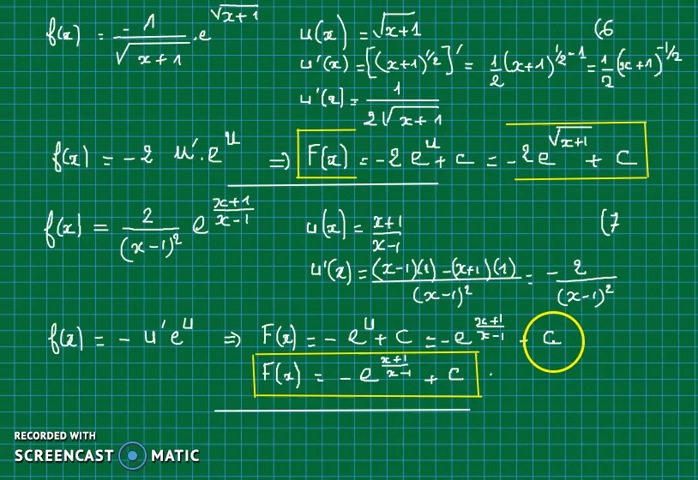 f(x) = -1/√(x+1) . e^√(x+1)    u(x) = √(x+1)    (6
u'(x) = [(x+1)^(1/2)]' = 1/2 (x+1)^(1/2 - 1) = 1/2 (x+1)^(-1/2)
u'(x) = 1/(2√(x+1))
f(x) = -2 u'.e^u ⇒ F(x) = -2e^u + c = -2e^√(x+1) + C
f(x) = 2/(x-1)² e^((x+1)/(x-1))    u(x) = (x+1)/(x-1)    (7
u'(x) = ((x-1)(1) - (x+1)(1))/(x-1)² = -2/(x-1)²
f(x) = - u'e^u ⇒ F(x) = - e^u + C = -e^((x+1)/(x-1)) - C
F(x) = - e^((x+1)/(x-1)) + C .
RECORDED WITH
SCREENCAST MATIC